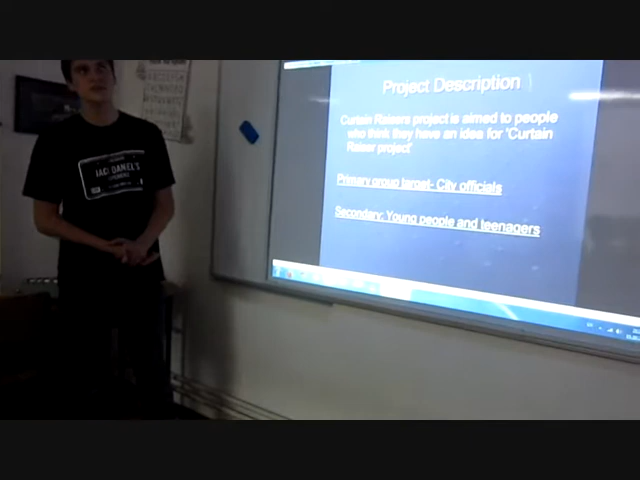 Project Description
Curtain Raisers project is aimed to people
who think they have an idea for 'Curtain
Raiser project'
Primary group target- City officials
Secondary: Young people and teenagers
JACK DANIEL'S